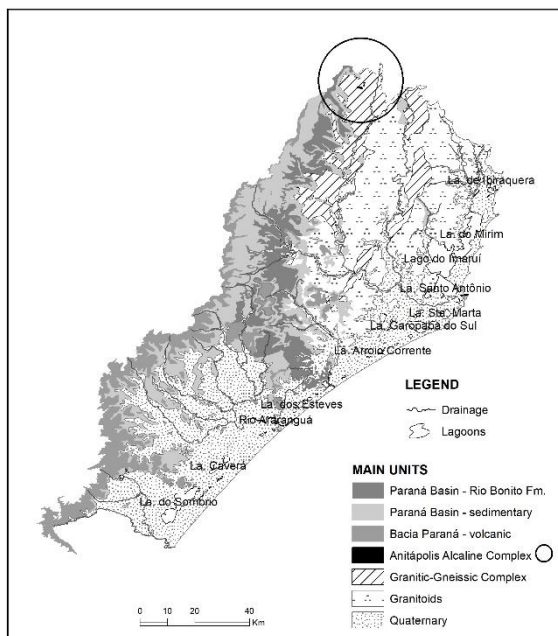 La. de Ibiraquera
La. do Mirim
Lago do Imaruí
La. Santo Antônio
La. Sta. Marta
La. Garopaba do Sul
La. Arroio Corrente
La. dos Esteves
Rio Araranguá
La. Caverá
La. do Sombrio
LEGEND
Drainage
Lagoons
MAIN UNITS
Paraná Basin - Rio Bonito Fm.
Paraná Basin - sedimentary
Bacia Paraná - volcanic
Anitápolis Alcaline Complex
Granitic-Gneissic Complex
Granitoids
Quaternary
0 10 20 40
Km